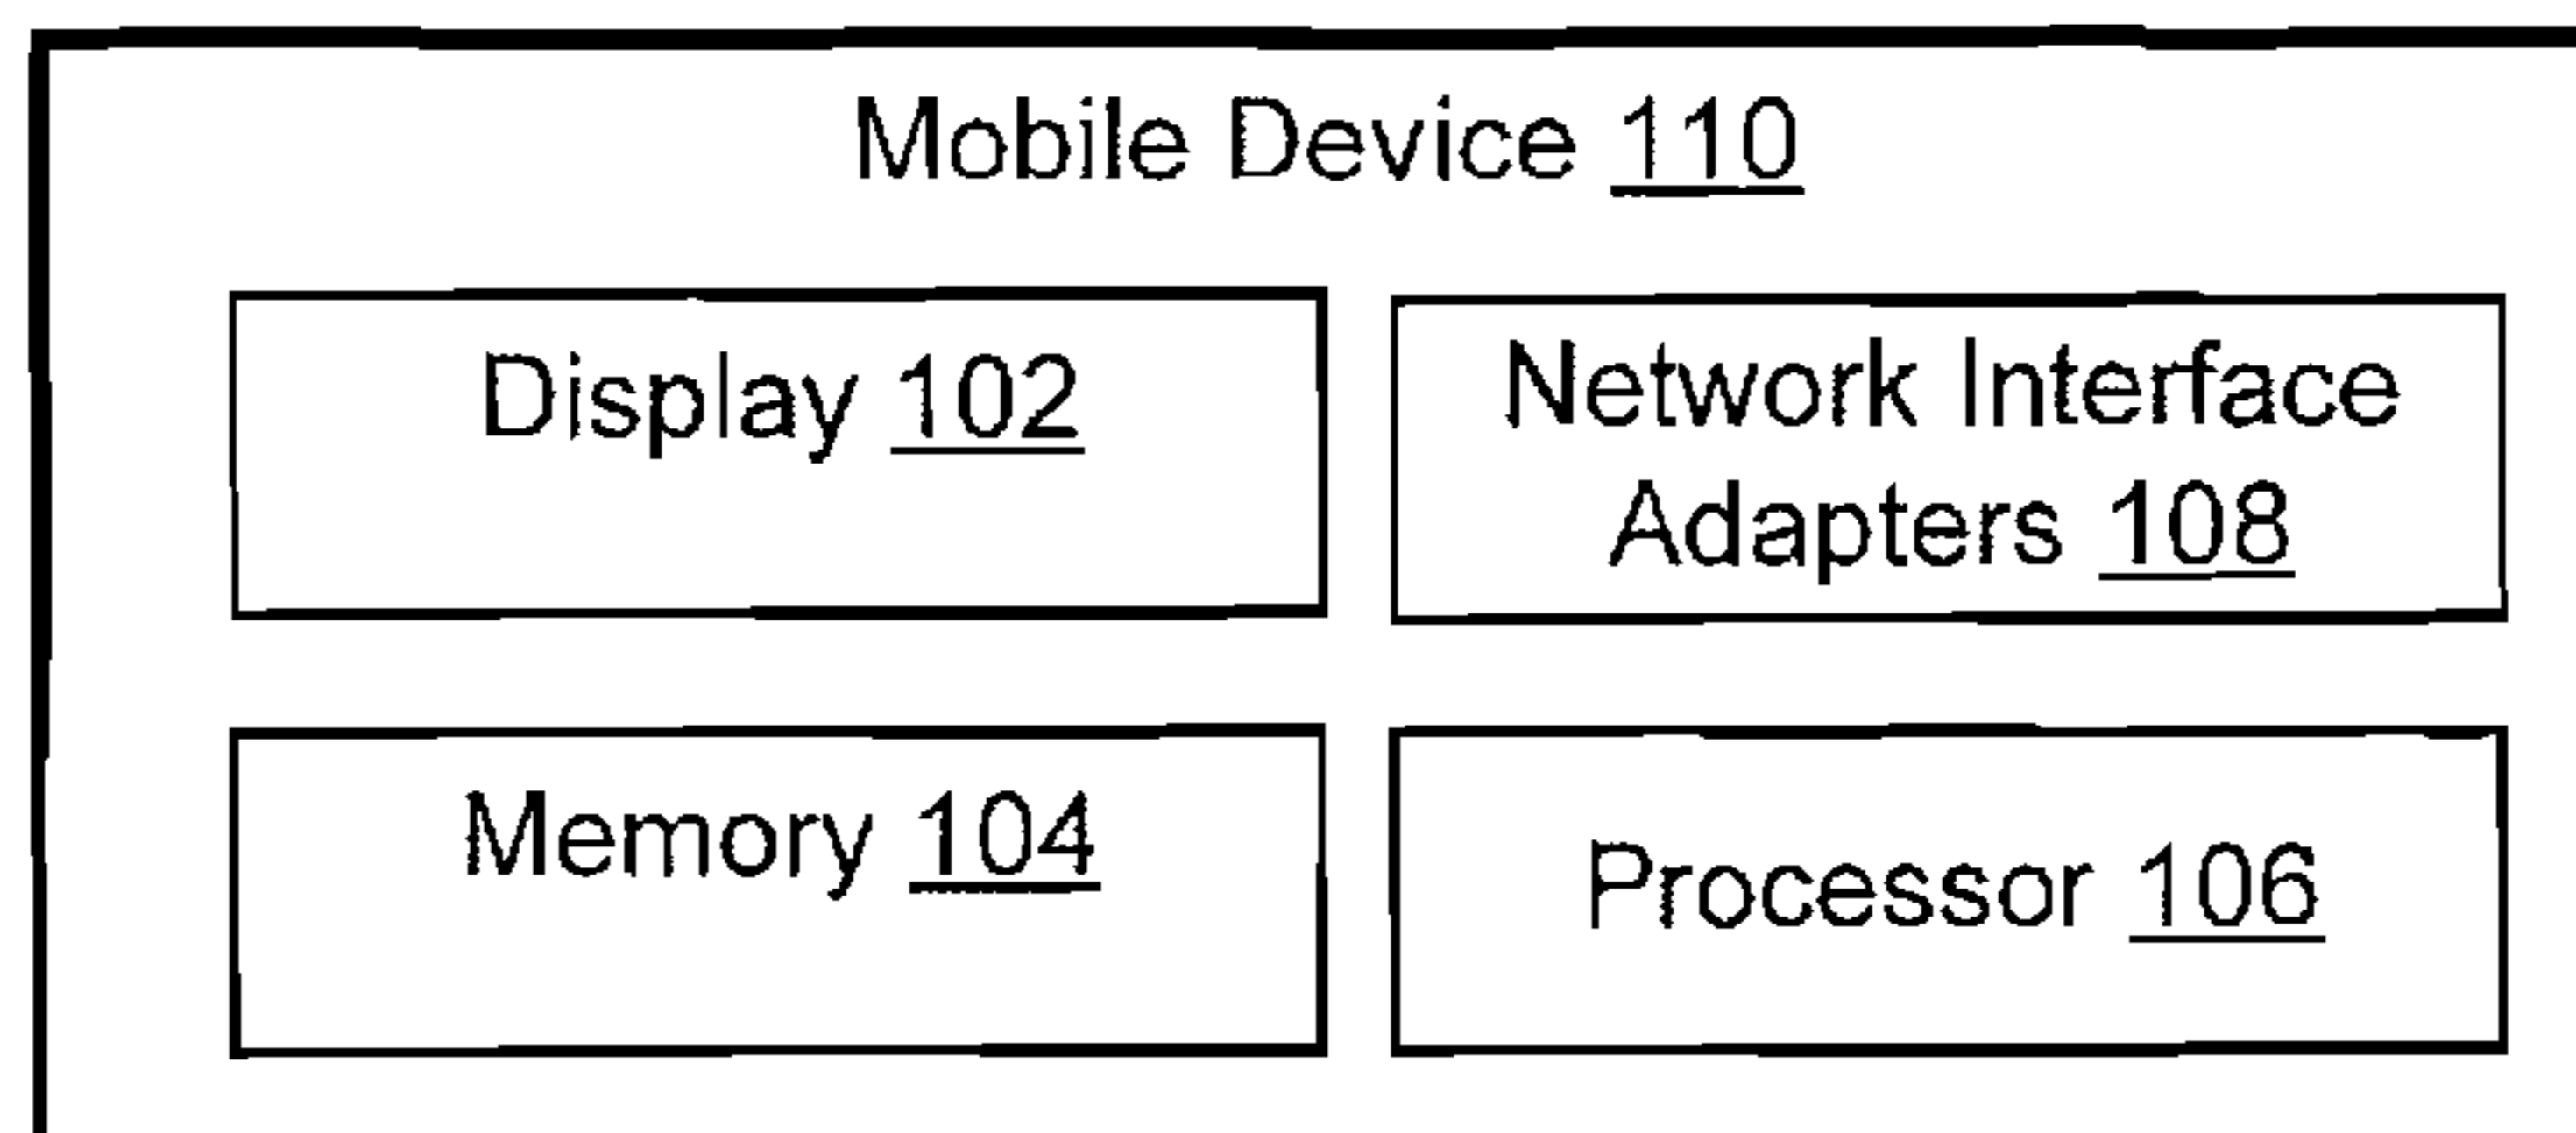 Mobile Device 110
Display 102
Network Interface
Adapters 108
Memory 104
Processor 106